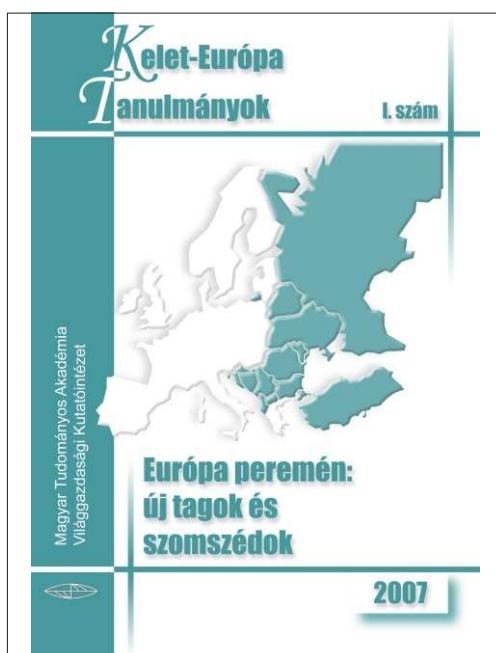 Kelet-Európa
Tanulmányok
I. szám
Magyar Tudományos Akadémia
Világgazdasági Kutatóintézet
Európa peremén:
új tagok és
szomszédok
2007